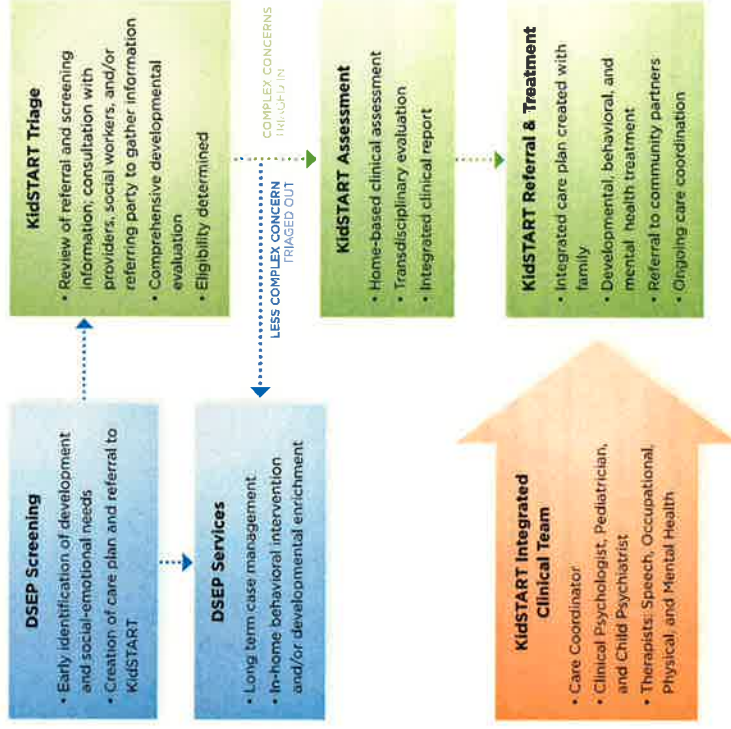 DSEP Screening
• Early identification of development
and social-emotional needs
• Creation of care plan and referral to
KidSTART
KidSTART Triage
• Review of referral and screening
information; consultation with
providers, social workers, and/or
referring party to gather information
• Comprehensive developmental
evaluation
• Eligibility determined
LESS COMPLEX CONCERN
TRIAGED OUT
COMPLEX CONCERNS
TRIAGED IN
DSEP Services
• Long term case management
• In-home behavioral intervention
and/or developmental enrichment
KidSTART Assessment
• Home-based clinical assessment
• Transdisciplinary evaluation
• Integrated clinical report
KidSTART Integrated
Clinical Team
• Care Coordinator
• Clinical Psychologist, Pediatrician,
and Child Psychiatrist
• Therapists: Speech, Occupational,
Physical, and Mental Health
KidSTART Referral & Treatment
• Integrated care plan created with
family
• Developmental, behavioral, and
mental health treatment
• Referral to community partners
• Ongoing care coordination